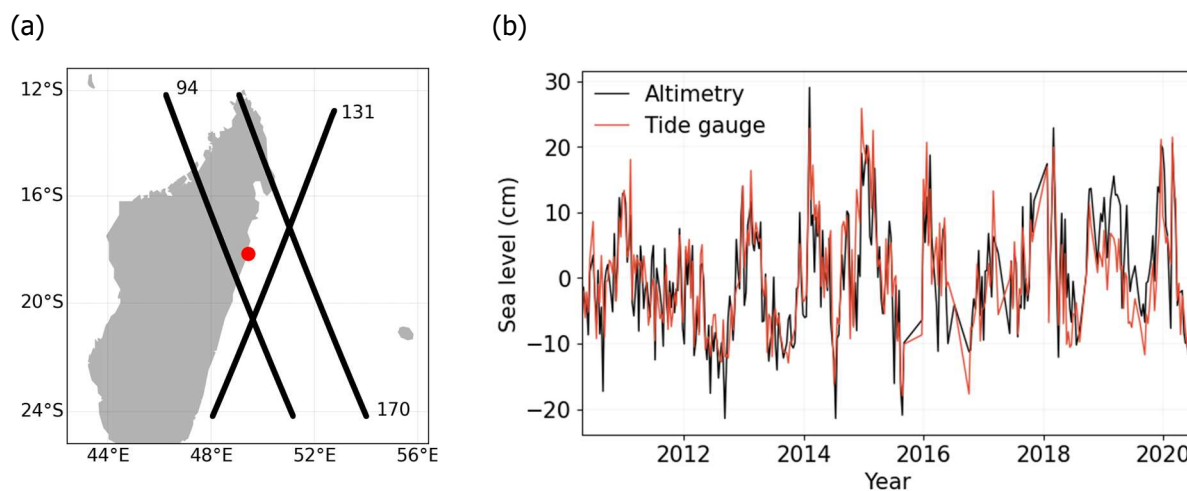 (a)
(b)
94
131
170
12°S
16°S
20°S
24°S
44°E 48°E 52°E 56°E
Sea level (cm)
30
20
10
0
−10
−20
Altimetry
Tide gauge
2012 2014 2016 2018 2020
Year